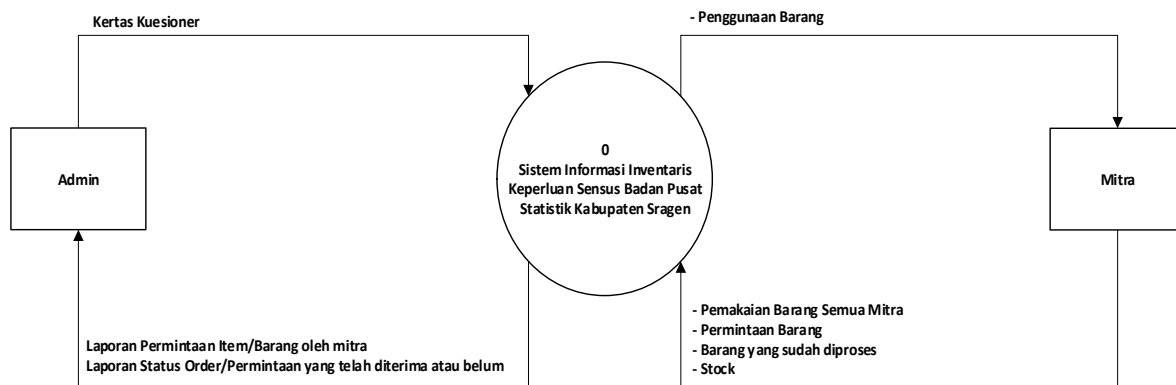 Kertas Kuesioner
- Penggunaan Barang
Admin
0
Sistem Informasi Inventaris
Keperluan Sensus Badan Pusat
Statistik Kabupaten Sragen
Mitra
Laporan Permintaan Item/Barang oleh mitra
Laporan Status Order/Permintaan yang telah diterima atau belum
- Pemakaian Barang Semua Mitra
- Permintaan Barang
- Barang yang sudah diproses
- Stock